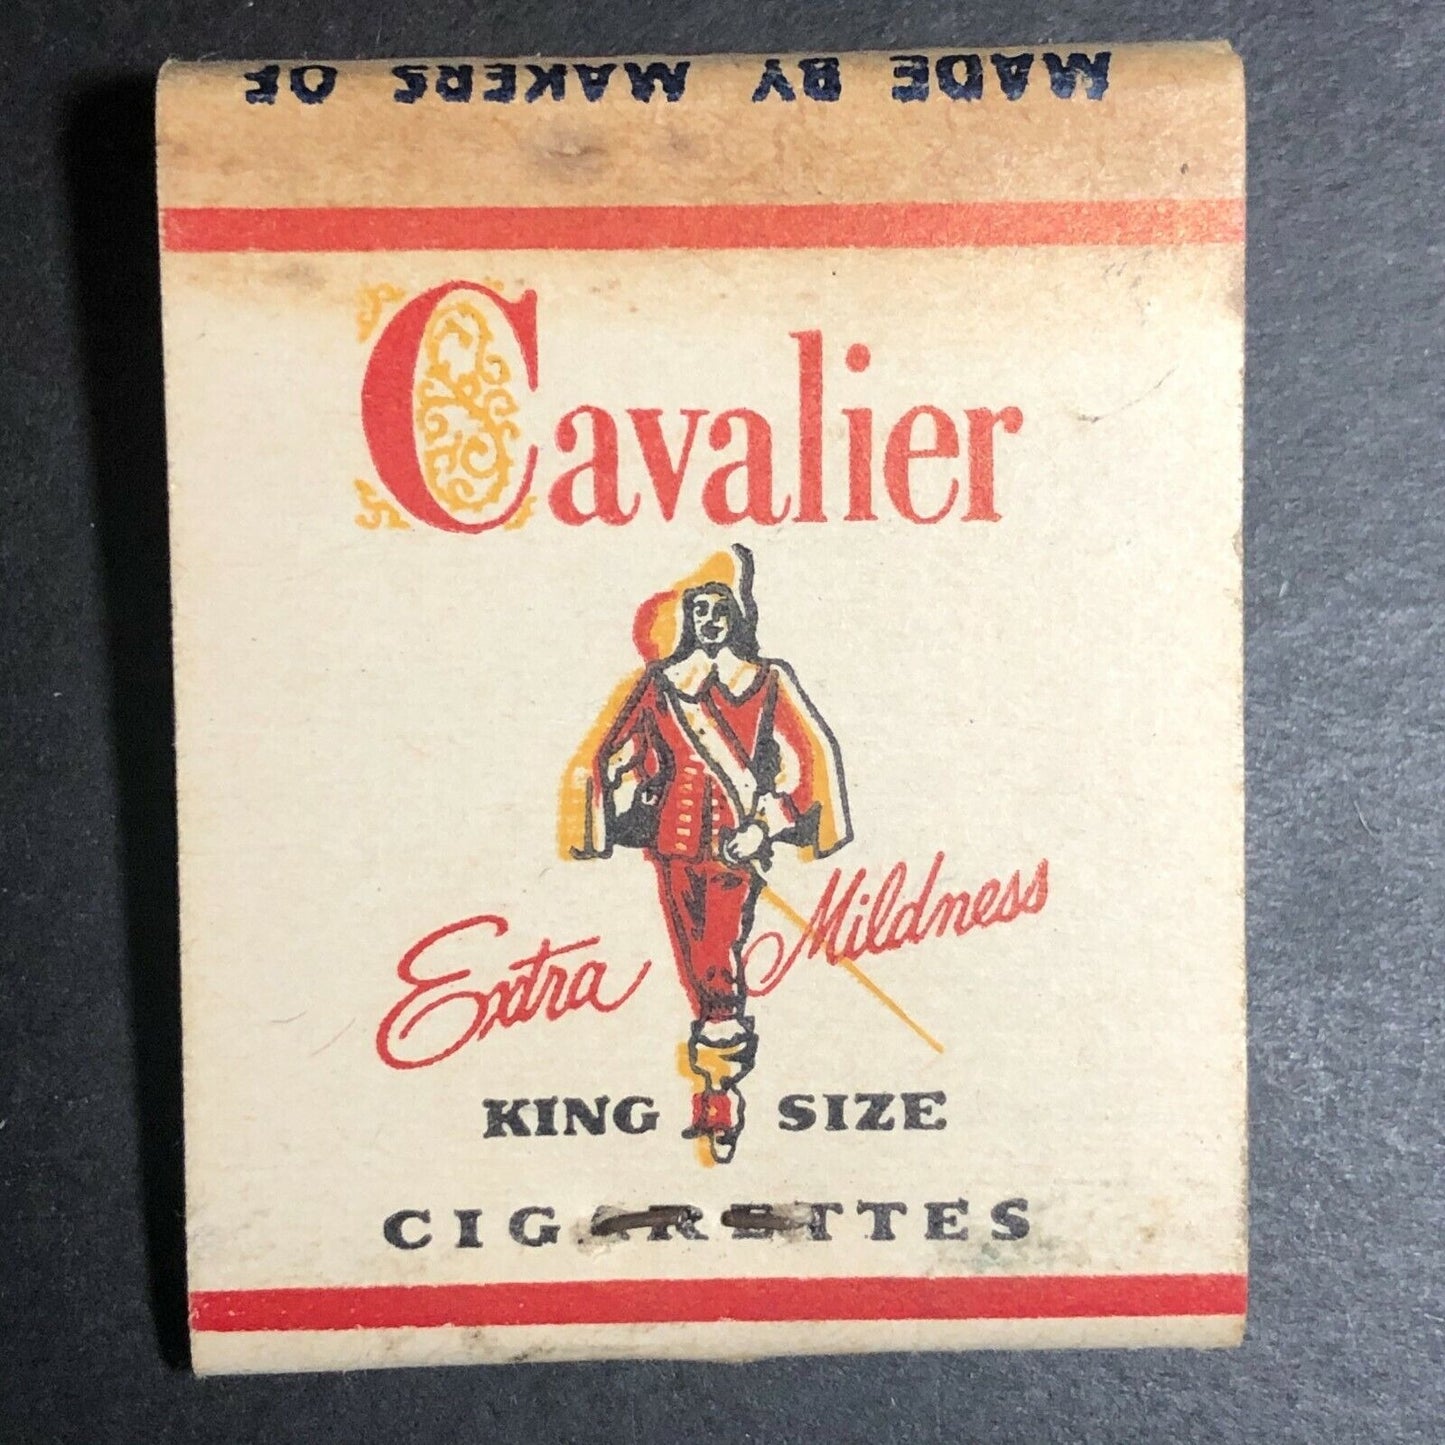 MADE BY MAKERS OF
Cavalier
Extra Mildness
KING SIZE
CIGARETTES